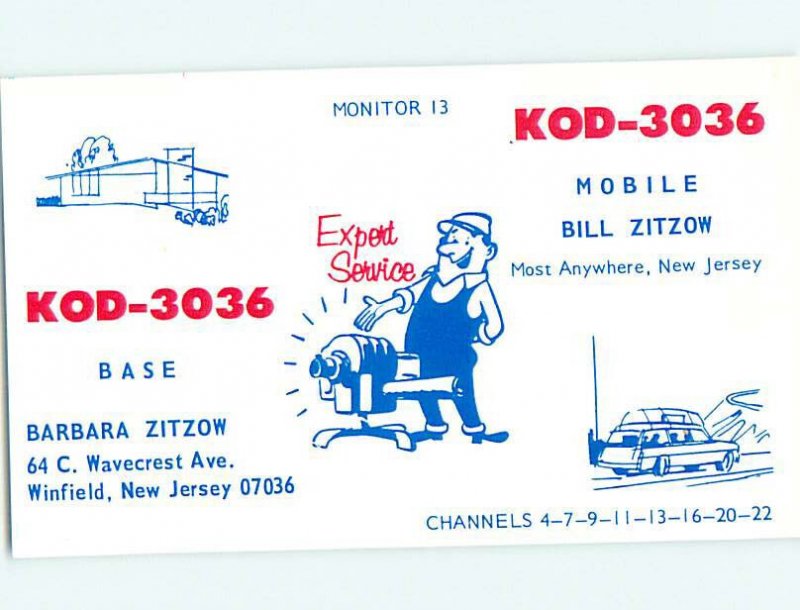 MONITOR 13
KOD-3036
MOBILE
BILL ZITZOW
Most Anywhere, New Jersey
Expert
Service
KOD-3036
BASE
BARBARA ZITZOW
64 C. Wavecrest Ave.
Winfield, New Jersey 07036
CHANNELS 4-7-9-11-13-16-20-22